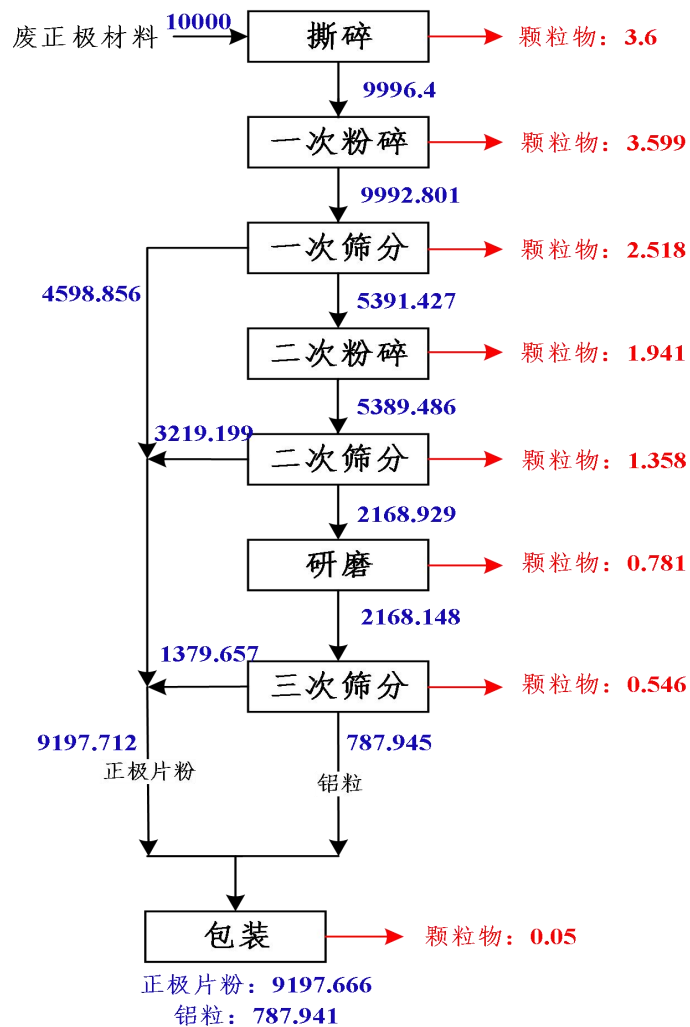 废正极材料
10000
撕碎
颗粒物：3.6
9996.4
一次粉碎
颗粒物：3.599
9992.801
一次筛分
颗粒物：2.518
4598.856
5391.427
二次粉碎
颗粒物：1.941
5389.486
3219.199
二次筛分
颗粒物：1.358
2168.929
研磨
颗粒物：0.781
2168.148
1379.657
三次筛分
颗粒物：0.546
9197.712
787.945
正极片粉
铝粒
包装
颗粒物：0.05
正极片粉：9197.666
铝粒：787.941